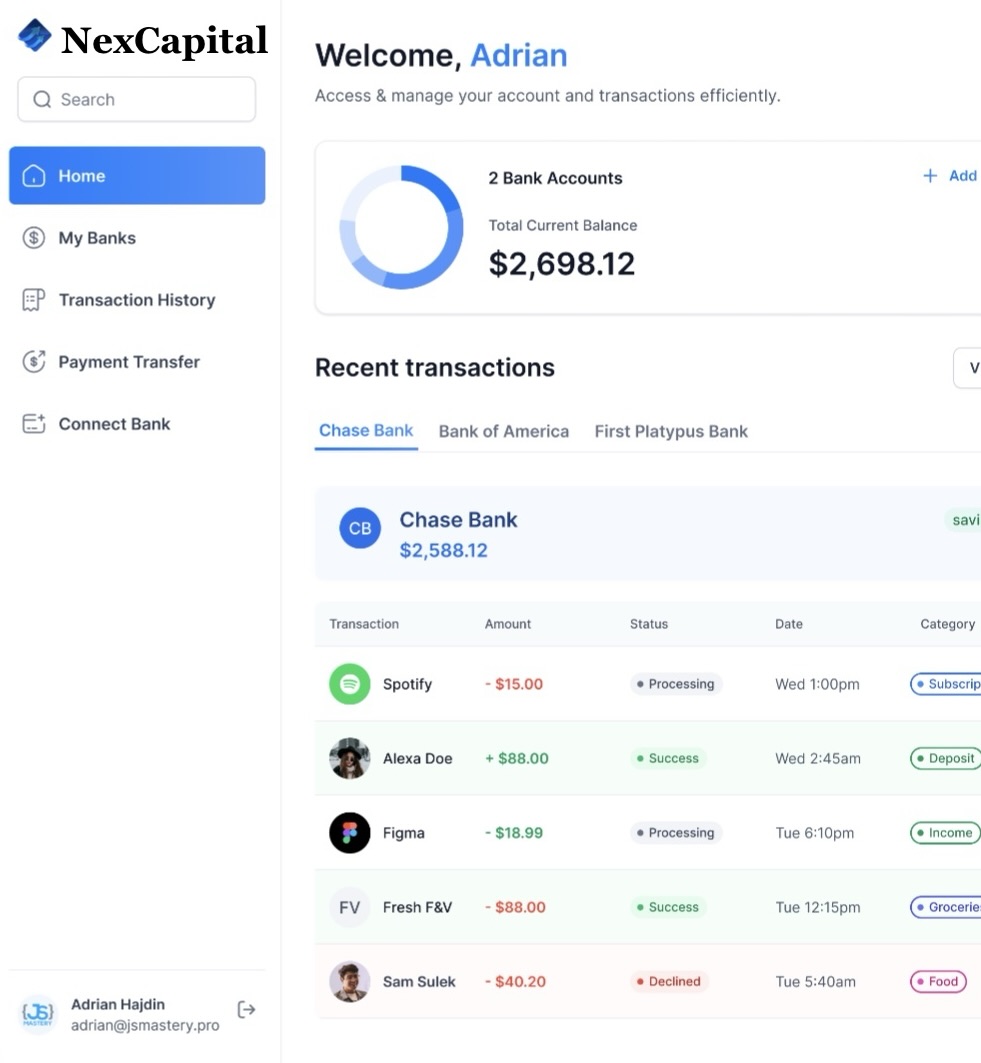 NexCapital
Search
Home
My Banks
Transaction History
Payment Transfer
Connect Bank
{JS}
MASTERY
Adrian Hajdin
adrian@jsmastery.pro
Welcome, Adrian
Access & manage your account and transactions efficiently.
2 Bank Accounts
+ Add
Total Current Balance
$2,698.12
Recent transactions
V
Chase Bank Bank of America First Platypus Bank
CB
Chase Bank
savi
$2,588.12
Transaction Amount Status Date Category
Spotify - $15.00 Processing Wed 1:00pm Subscrip
Alexa Doe + $88.00 Success Wed 2:45am Deposit
Figma - $18.99 Processing Tue 6:10pm Income
FV Fresh F&V - $88.00 Success Tue 12:15pm Groceries
Sam Sulek - $40.20 Declined Tue 5:40am Food